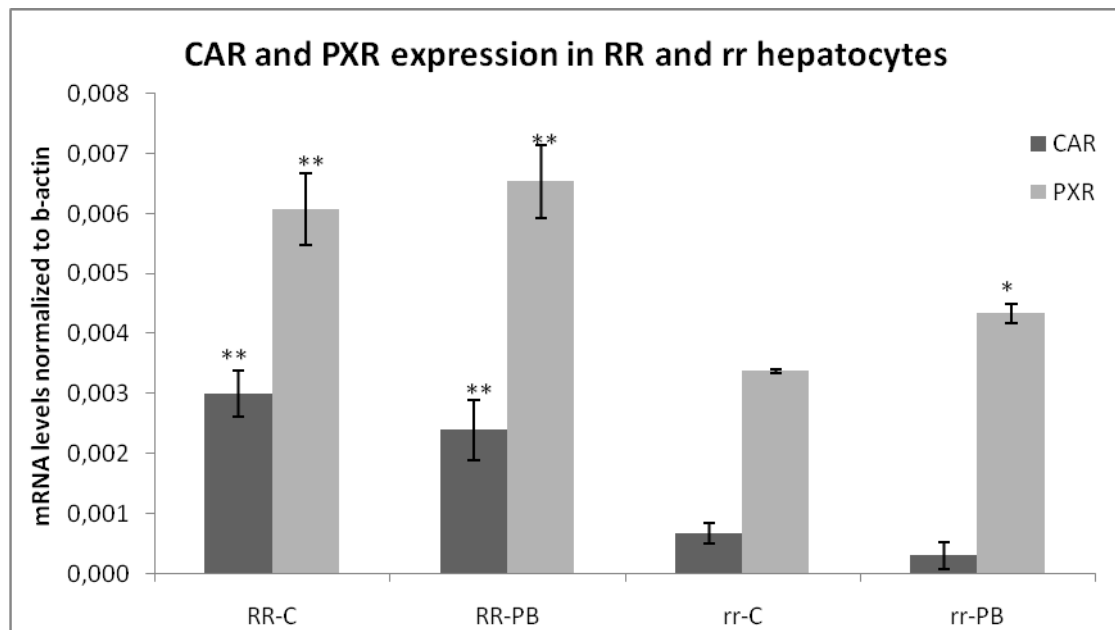 CAR and PXR expression in RR and rr hepatocytes
mRNA levels normalized to b-actin
0,008
0,007
0,006
0,005
0,004
0,003
0,002
0,001
0,000
**
**
**
**
*
CAR
PXR
RR-C
RR-PB
rr-C
rr-PB